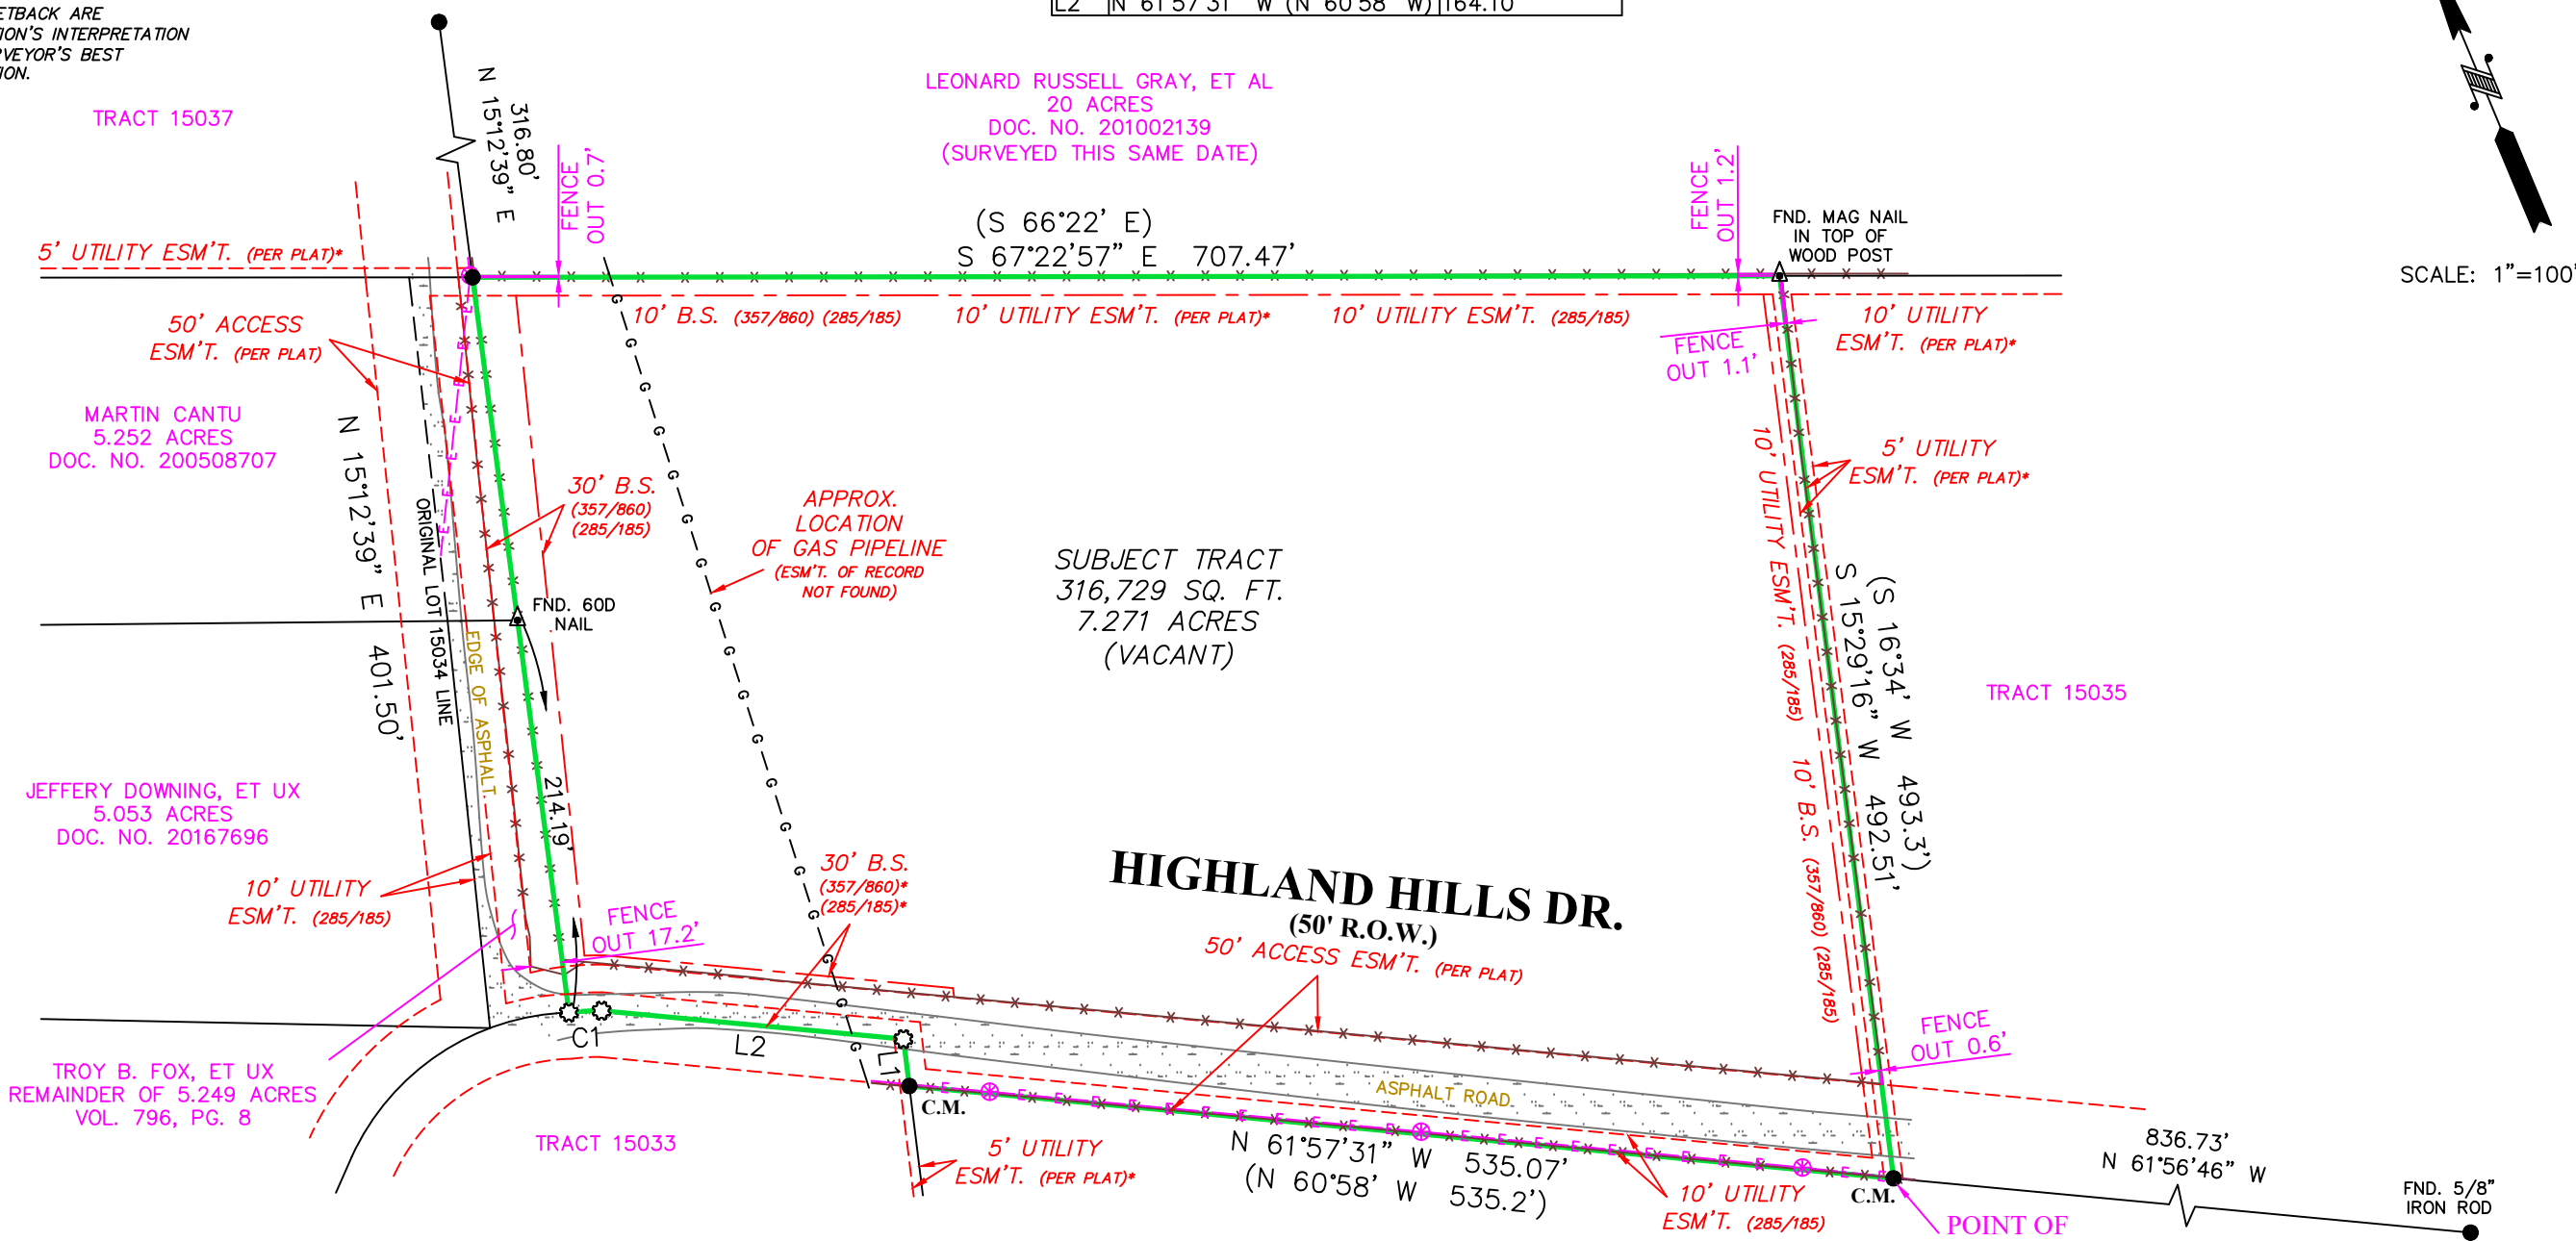 ETBACK ARE
TION'S INTERPRETATION
RVEYOR'S BEST
TION.
L2 N 61°57'31" W (N 60°58' W) 164.10'
TRACT 15037
316.80'
N 15°12'39" E
LEONARD RUSSELL GRAY, ET AL
20 ACRES
DOC. NO. 201002139
(SURVEYED THIS SAME DATE)
FENCE
OUT 0.7'
FENCE
OUT 1.2'
(S 66°22' E)
S 67°22'57" E 707.47'
FND. MAG NAIL
IN TOP OF
WOOD POST
SCALE: 1"=100'
5' UTILITY ESM'T. (PER PLAT)*
10' B.S. (357/860) (285/185)
10' UTILITY ESM'T. (PER PLAT)*
10' UTILITY ESM'T. (285/185)
10' UTILITY
ESM'T. (PER PLAT)*
50' ACCESS
ESM'T. (PER PLAT)
FENCE
OUT 1.1'
MARTIN CANTU
5.252 ACRES
DOC. NO. 200508707
N 15°12'39" E 401.50'
ORIGINAL LOT 15034 LINE
30' B.S.
(357/860)
(285/185)
APPROX.
LOCATION
OF GAS PIPELINE
(ESM'T. OF RECORD
NOT FOUND)
5' UTILITY
ESM'T. (PER PLAT)*
10' UTILITY ESM'T. (285/185)
10' B.S. (357/860) (285/185)
SUBJECT TRACT
316,729 SQ. FT.
7.271 ACRES
(VACANT)
(S 16°34' W 493.3')
S 15°29'16" W 492.51'
FND. 60D
NAIL
EDGE OF ASPHALT
214.19'
TRACT 15035
JEFFERY DOWNING, ET UX
5.053 ACRES
DOC. NO. 20167696
10' UTILITY
ESM'T. (285/185)
FENCE
OUT 17.2'
30' B.S.
(357/860)*
(285/185)*
HIGHLAND HILLS DR.
(50' R.O.W.)
50' ACCESS ESM'T. (PER PLAT)
FENCE
OUT 0.6'
C1
L2
L1
C.M.
ASPHALT ROAD
TROY B. FOX, ET UX
REMAINDER OF 5.249 ACRES
VOL. 796, PG. 8
TRACT 15033
5' UTILITY
ESM'T. (PER PLAT)*
N 61°57'31" W 535.07'
(N 60°58' W 535.2')
10' UTILITY
ESM'T. (285/185)
C.M.
POINT OF
836.73'
N 61°56'46" W
FND. 5/8"
IRON ROD